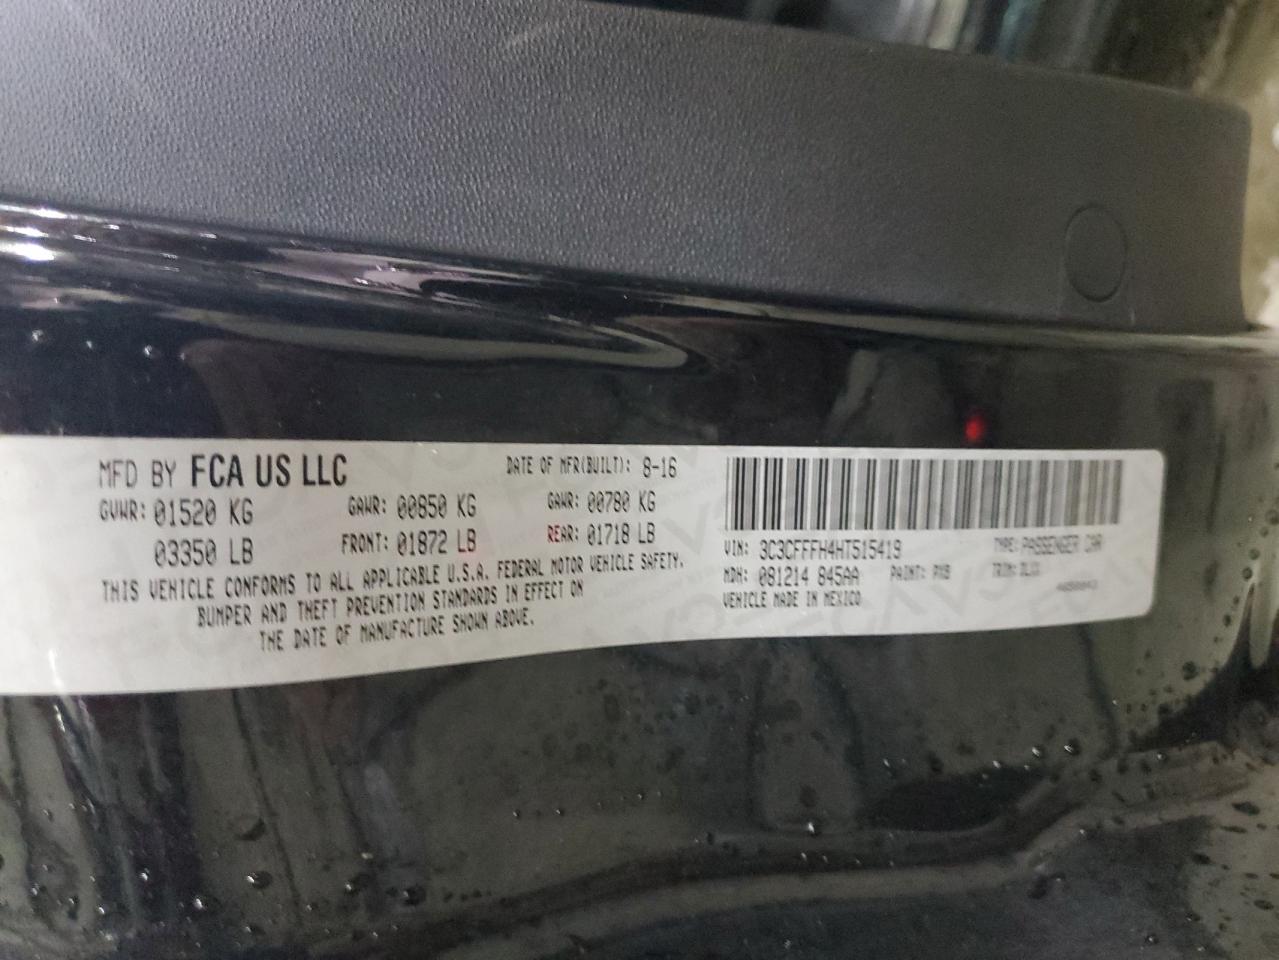 MFD BY FCA US LLC DATE OF MFR(BUILT): 8-16
GVWR: 01520 KG GAWR: 00850 KG GAWR: 00780 KG
03350 LB FRONT: 01872 LB REAR: 01718 LB
THIS VEHICLE CONFORMS TO ALL APPLICABLE U.S.A. FEDERAL MOTOR VEHICLE SAFETY,
BUMPER AND THEFT PREVENTION STANDARDS IN EFFECT ON
THE DATE OF MANUFACTURE SHOWN ABOVE.
VIN: 3C3CFFFH4HT515419 TYPE: PASSENGER CAR
MDH: 081214 845AA PAINT: PXB TRIM:
VEHICLE MADE IN MEXICO